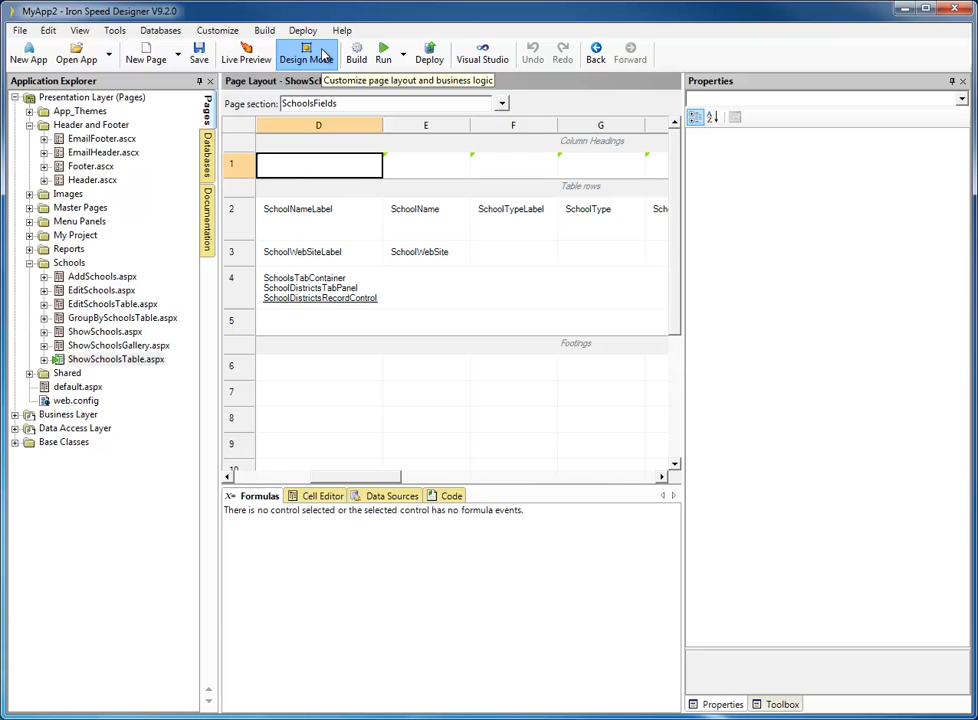 MyApp2 - Iron Speed Designer V9.2.0
File Edit View Tools Databases Customize Build Deploy Help
New App Open App New Page Save Live Preview Design Mode Build Run Deploy Visual Studio Undo Redo Back Forward
Customize page layout and business logic
Application Explorer
Presentation Layer (Pages)
App_Themes
Header and Footer
EmailFooter.ascx
EmailHeader.ascx
Footer.ascx
Header.ascx
Images
Master Pages
Menu Panels
My Project
Reports
Schools
AddSchools.aspx
EditSchools.aspx
EditSchoolsTable.aspx
GroupBySchoolsTable.aspx
ShowSchools.aspx
ShowSchoolsGallery.aspx
ShowSchoolsTable.aspx
Shared
default.aspx
web.config
Business Layer
Data Access Layer
Base Classes
Pages
Databases
Documentation
Page Layout - ShowSc
Page section: SchoolsFields
D E F G
Column Headings
1
Table rows
2 SchoolNameLabel SchoolName SchoolTypeLabel SchoolType Scho
3 SchoolWebSiteLabel SchoolWebSite
4 SchoolsTabContainer
SchoolDistrictsTabPanel
SchoolDistrictsRecordControl
5
Footings
6
7
8
9
10
x= Formulas Cell Editor Data Sources Code
There is no control selected or the selected control has no formula events.
Properties
Properties Toolbox